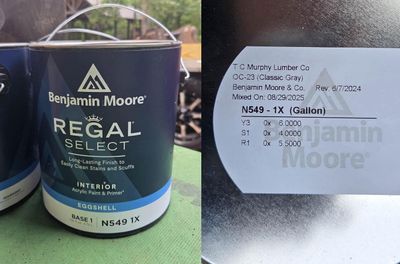 Benjamin Moore®
REGAL®
SELECT
Long-Lasting Finish to
Easily Clean Stains and Scuffs
INTERIOR
Acrylic Paint & Primer
EGGSHELL
BASE 1 N549 1X
T C Murphy Lumber Co
OC-23 (Classic Gray)
Benjamin Moore & Co. Rev. 6/7/2024
Mixed On: 08/29/2025
N549 - 1X (Gallon)
Y3 0x 6.0000
S1 0x 4.0000
R1 0x 5.5000
Benjamin
Moore®